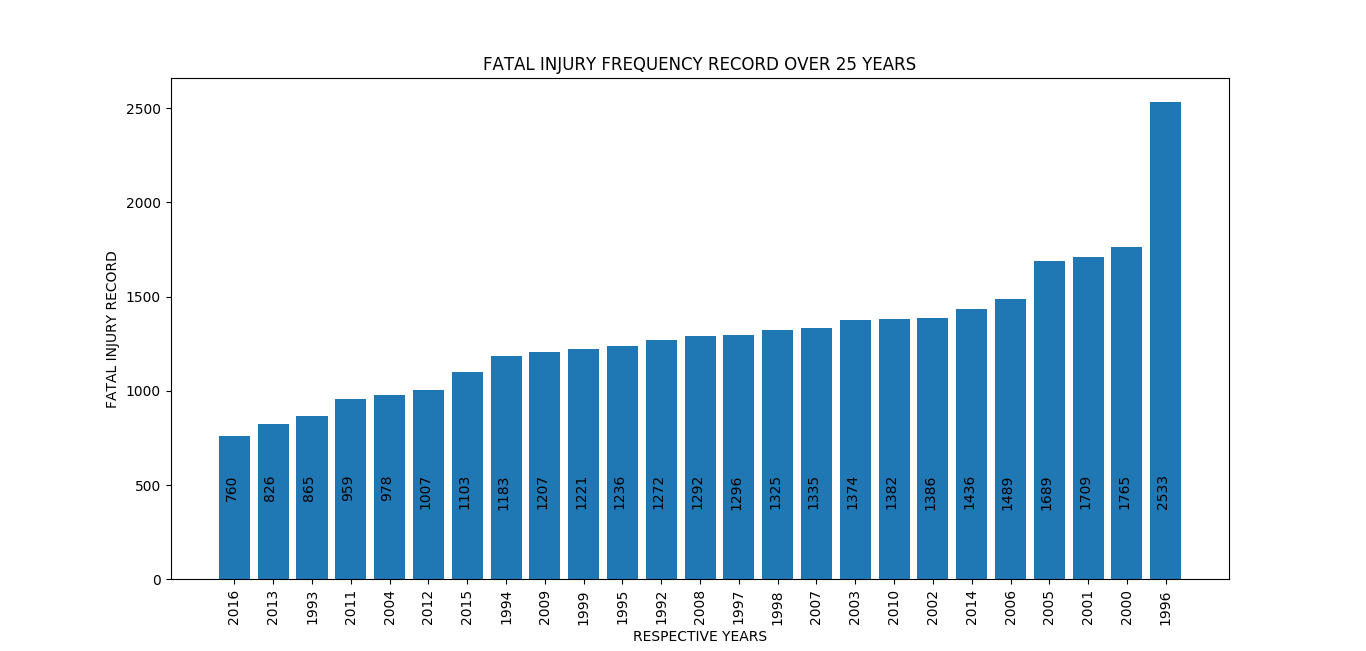 FATAL INJURY FREQUENCY RECORD OVER 25 YEARS
FATAL INJURY RECORD
2500
2000
1500
1000
500
0
760 826 865 959 978 1007 1103 1183 1207 1221 1236 1272 1292 1296 1325 1335 1374 1382 1386 1436 1489 1689 1709 1765 2533
2016 2013 1993 2011 2004 2012 2015 1994 2009 1999 1995 1992 2008 1997 1998 2007 2003 2010 2002 2014 2006 2005 2001 2000 1996
RESPECTIVE YEARS